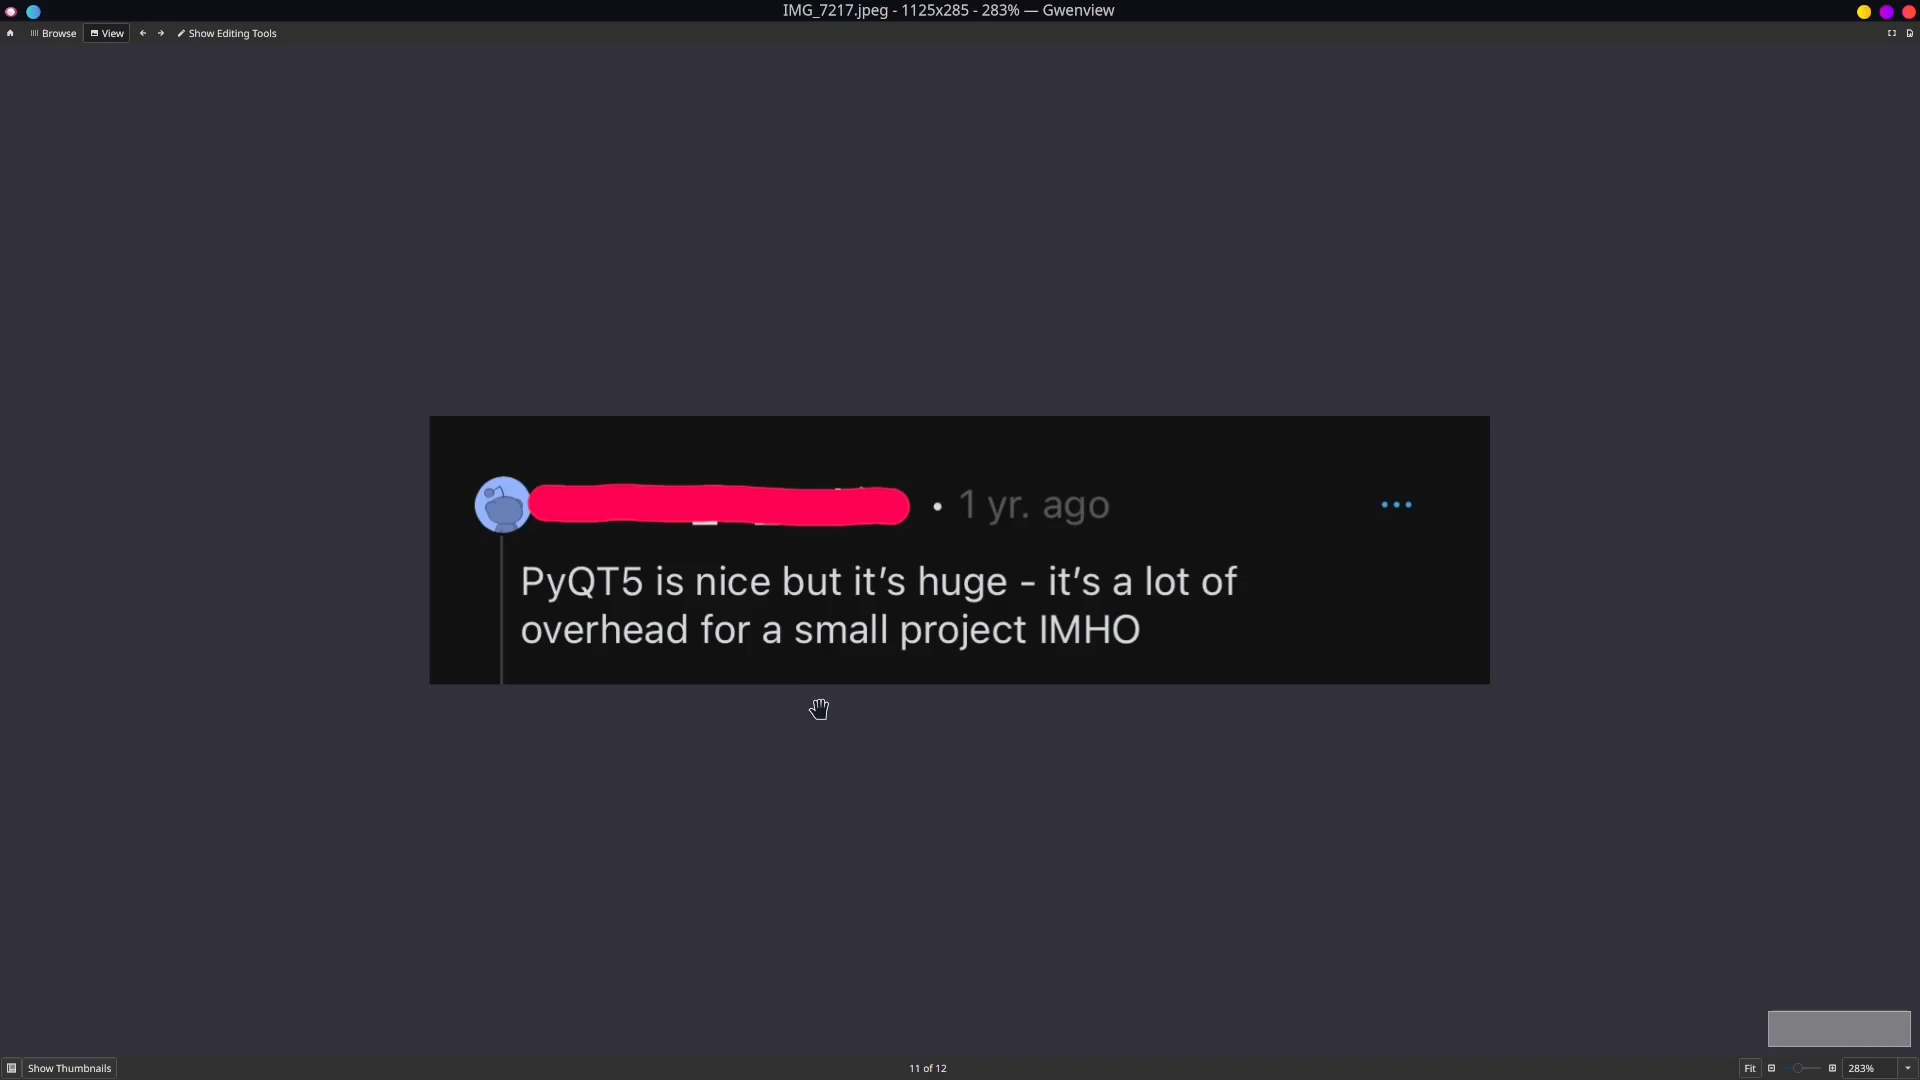 IMG_7217.jpeg - 1125x285 - 283% — Gwenview
Browse View Show Editing Tools
• 1 yr. ago
PyQT5 is nice but it's huge - it's a lot of
overhead for a small project IMHO
Show Thumbnails
11 of 12
Fit
283%